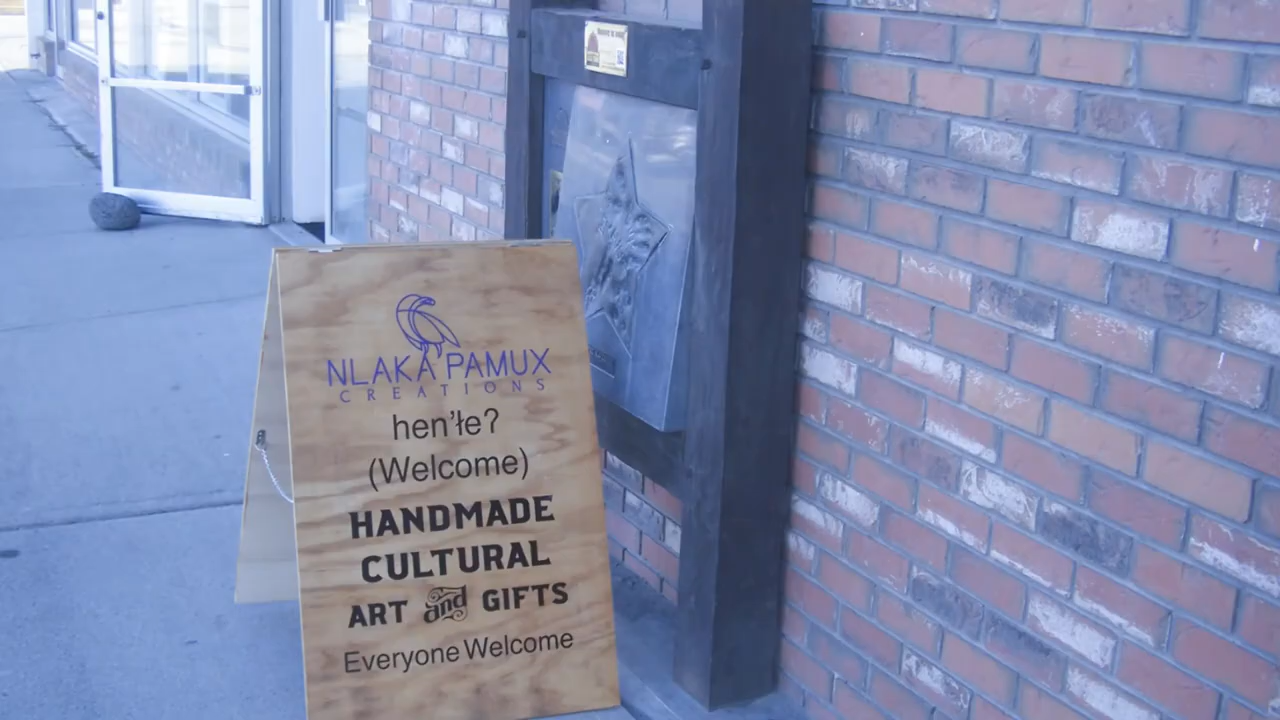 NLAKA'PAMUX
CREATIONS
hen'łe?
(Welcome)
HANDMADE
CULTURAL
ART and GIFTS
Everyone Welcome